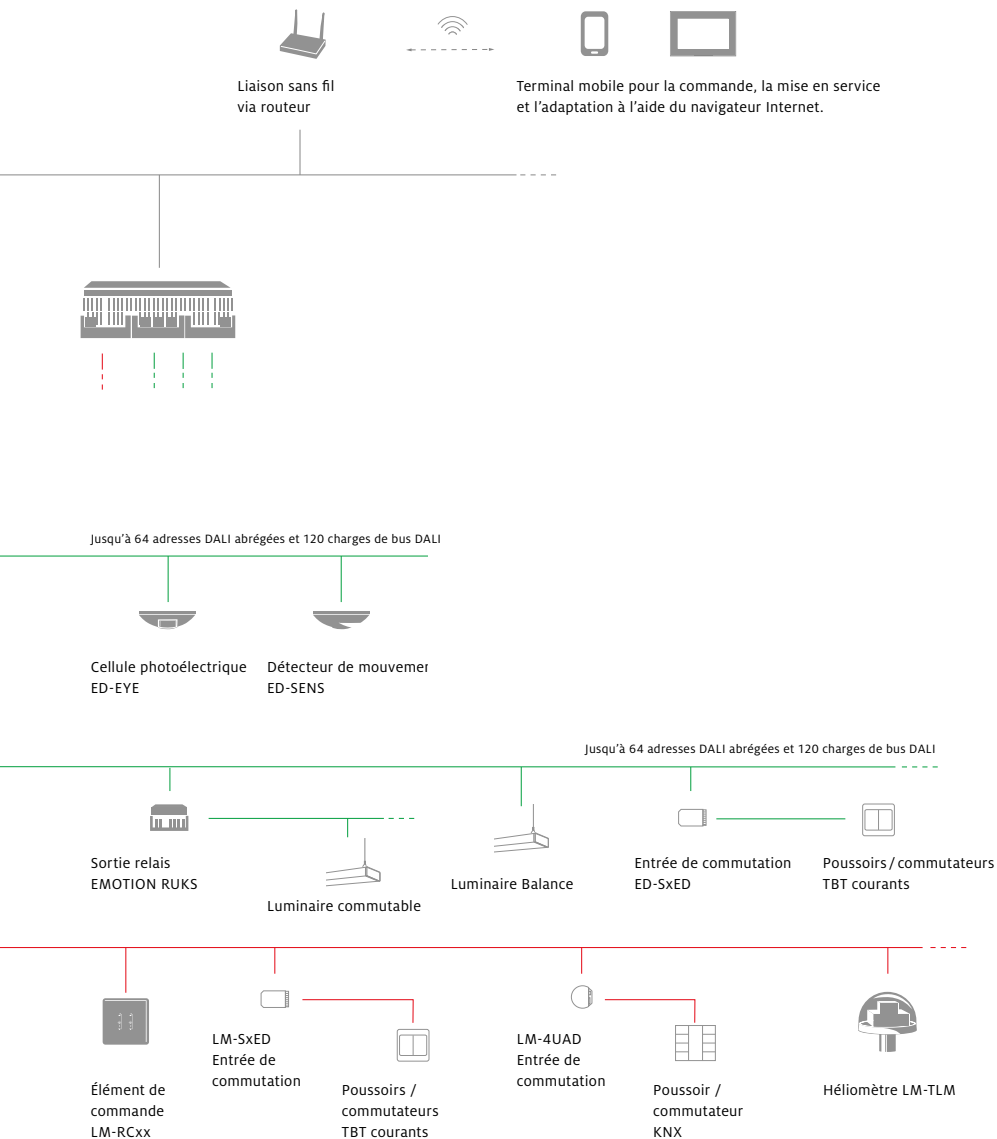 Liaison sans fil
via routeur
Terminal mobile pour la commande, la mise en service
et l'adaptation à l'aide du navigateur Internet.
Jusqu'à 64 adresses DALI abrégées et 120 charges de bus DALI
Cellule photoélectrique
ED-EYE
Détecteur de mouvemer
ED-SENS
Jusqu'à 64 adresses DALI abrégées et 120 charges de bus DALI
Sortie relais
EMOTION RUKS
Luminaire commutable
Luminaire Balance
Entrée de commutation
ED-SxED
Poussoirs / commutateurs
TBT courants
Élément de
commande
LM-RCxx
LM-SxED
Entrée de
commutation
Poussoirs /
commutateurs
TBT courants
LM-4UAD
Entrée de
commutation
Poussoir /
commutateur
KNX
Héliomètre LM-TLM